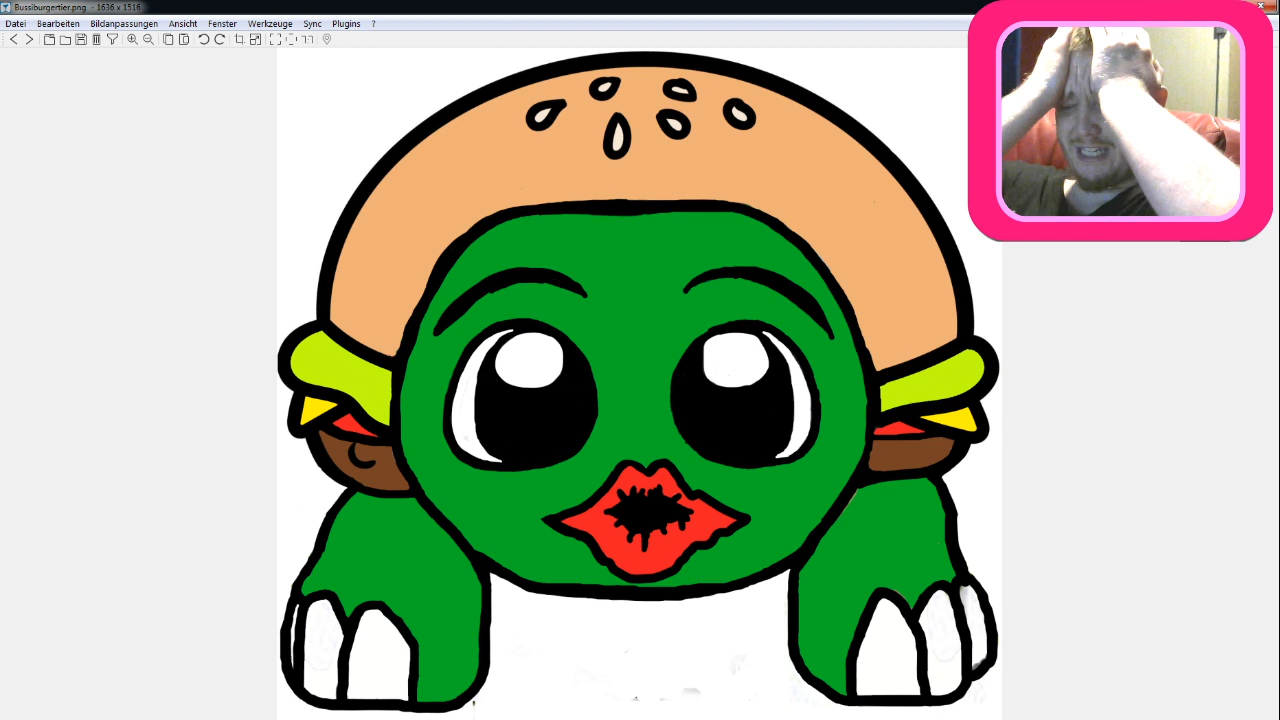 Bussiburgertier.png - 1636 x 1516
Datei Bearbeiten Bildanpassungen Ansicht Fenster Werkzeuge Sync Plugins ?